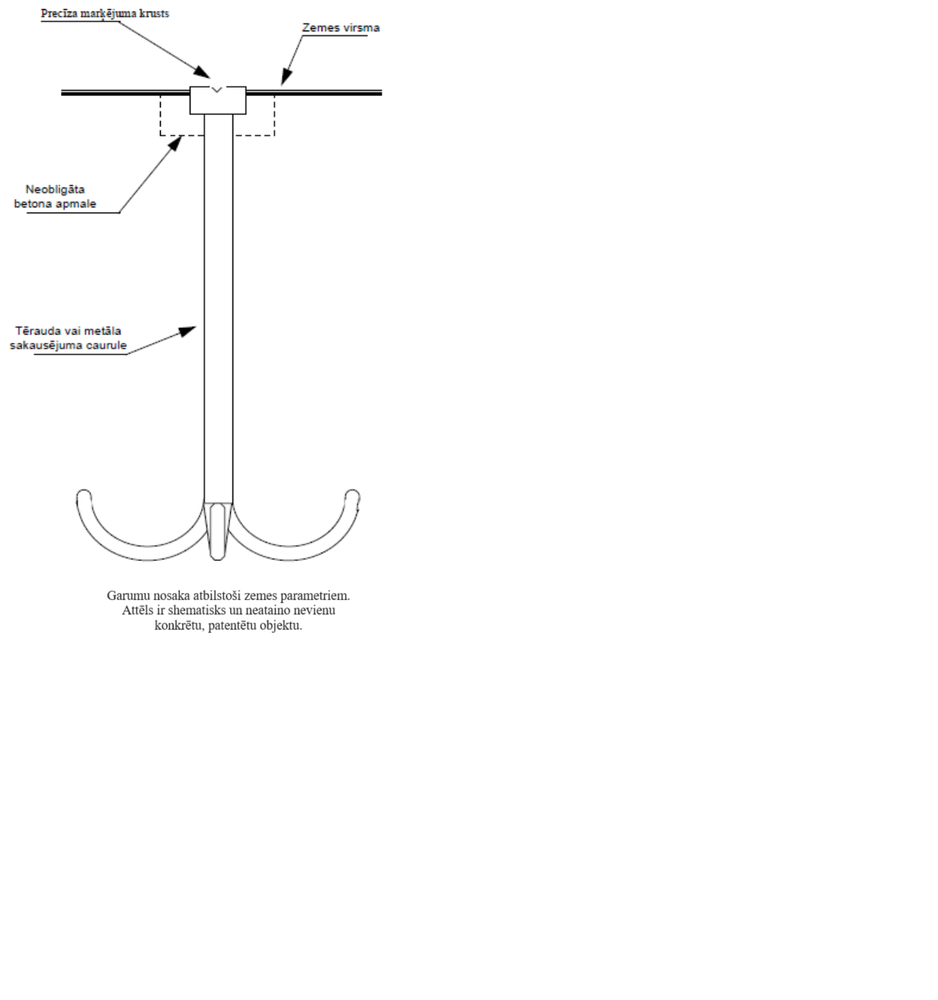 Precīza marķējuma krusts
Zemes virsma
Neobligāta
betona apmale
Tērauda vai metāla
sakausējuma caurule
Garumu nosaka atbilstoši zemes parametriem.
Attēls ir shematisks un neataino nevienu
konkrētu, patentētu objektu.